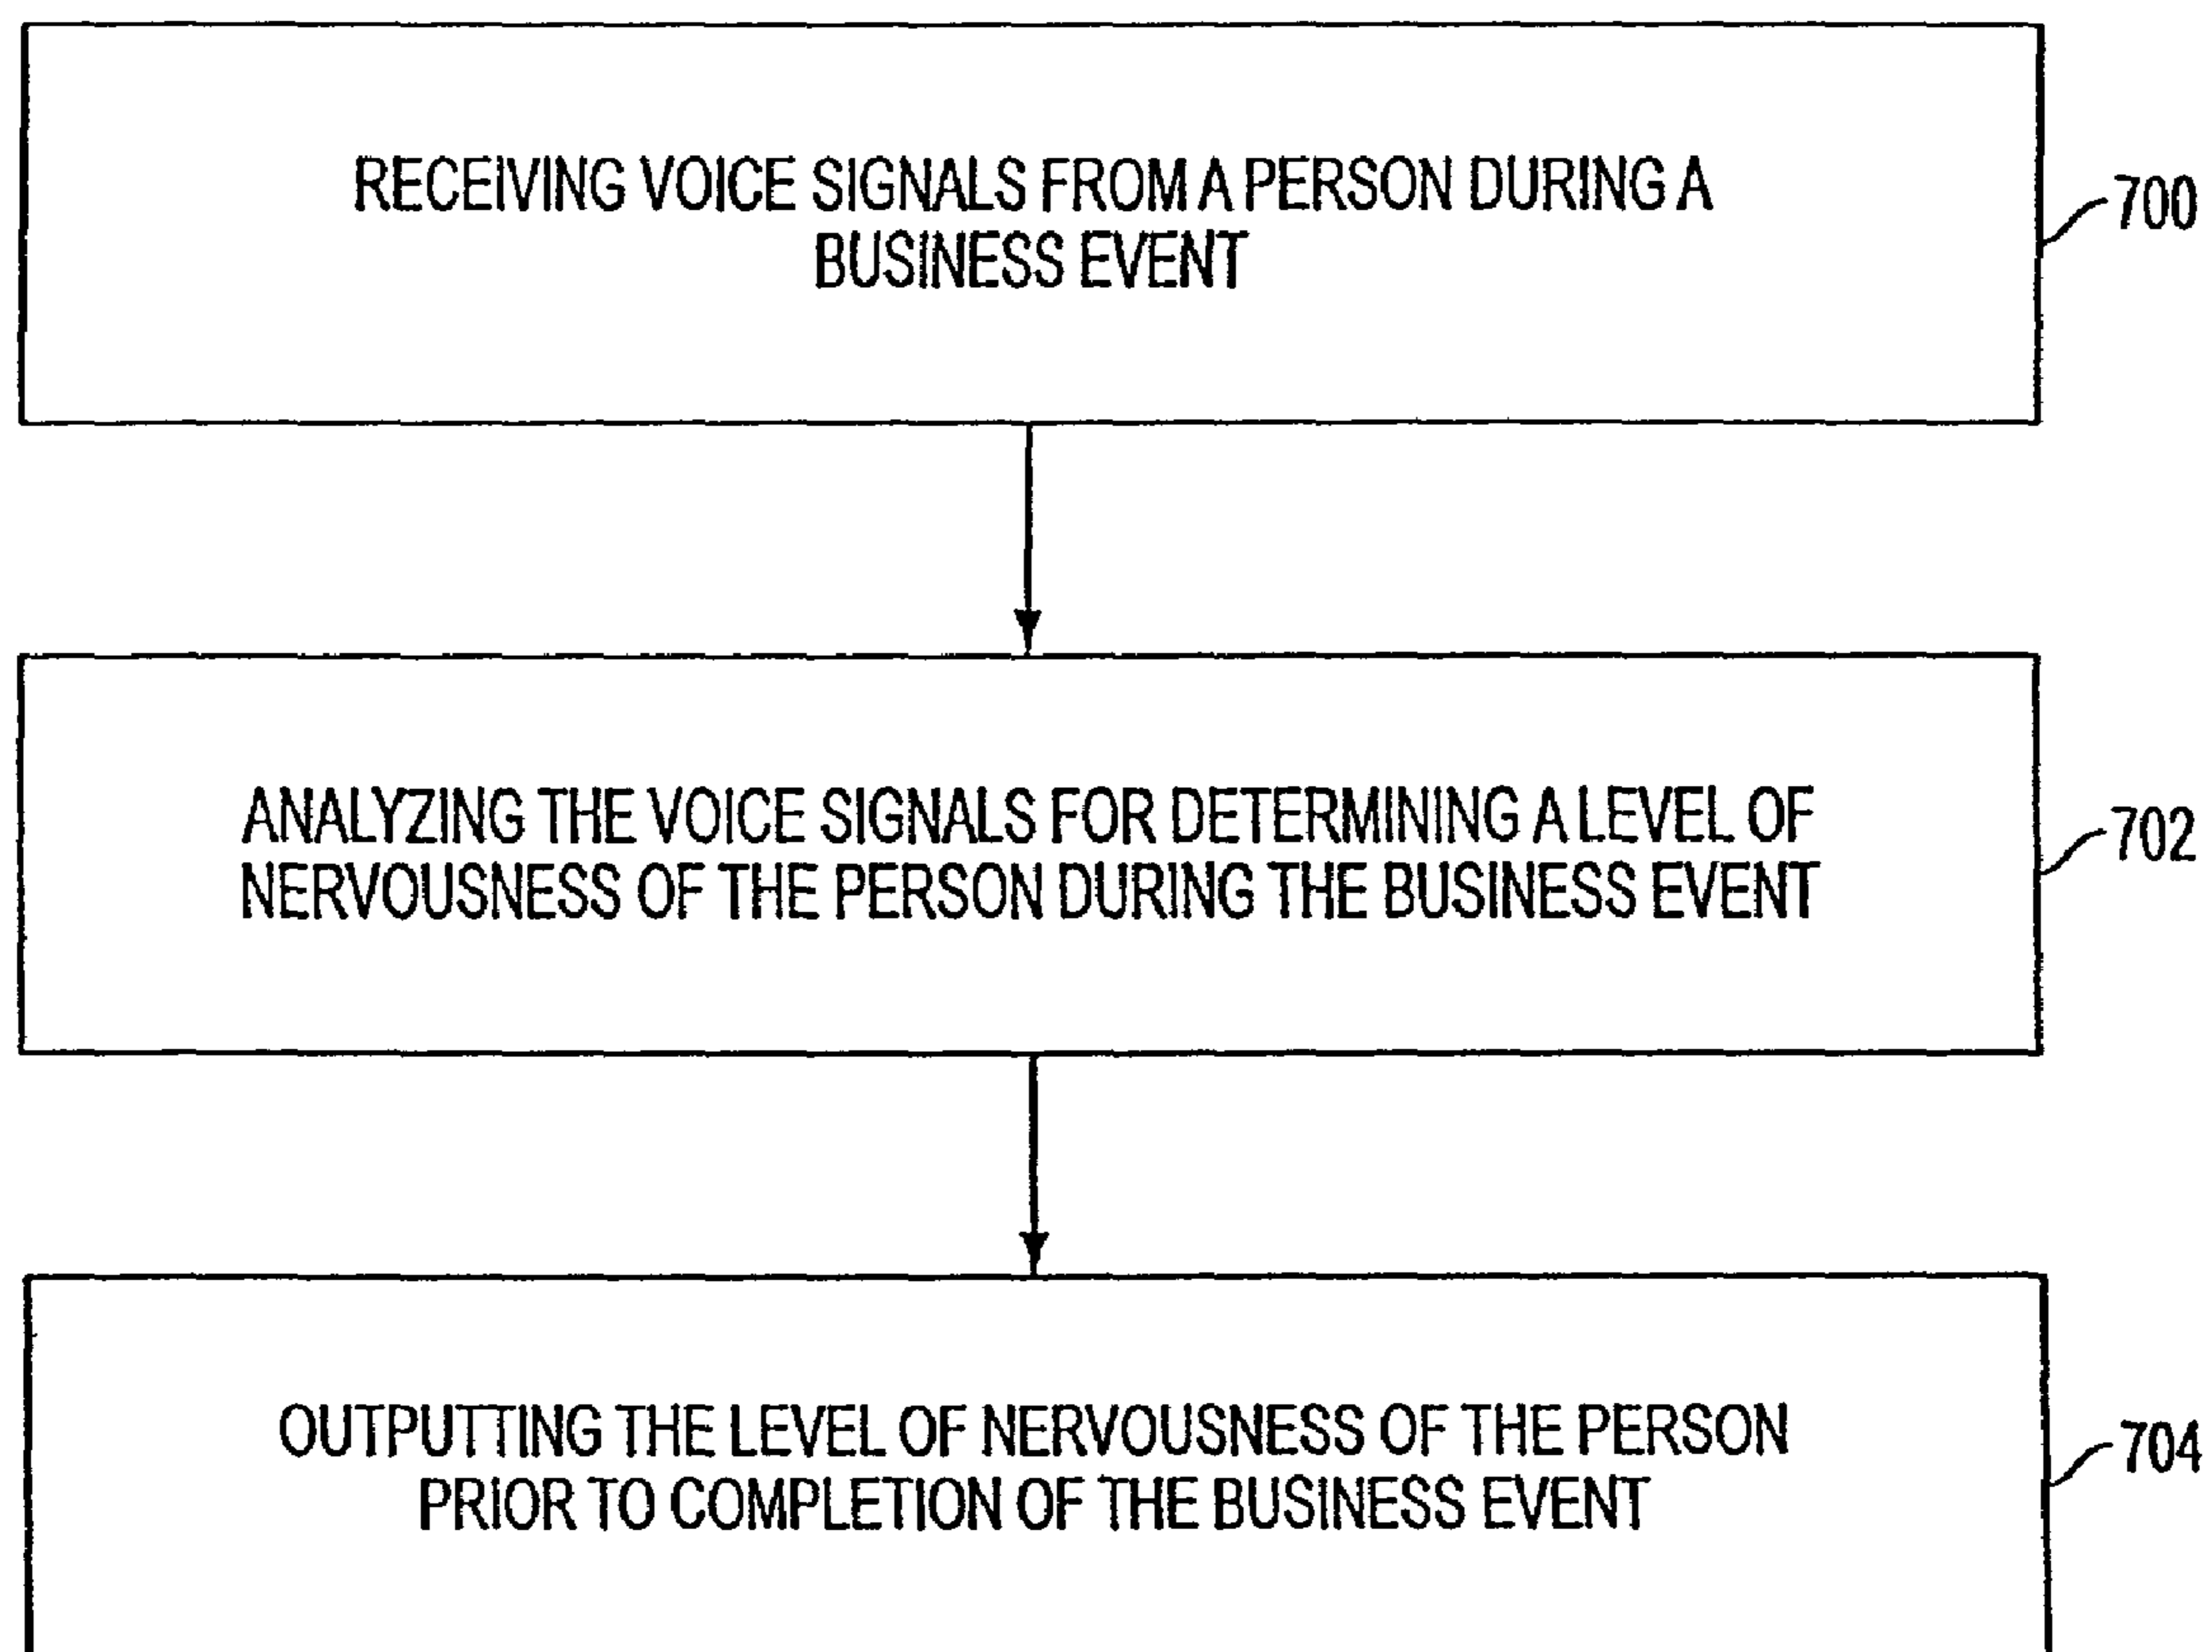 RECEIVING VOICE SIGNALS FROM A PERSON DURING A
BUSINESS EVENT
700
ANALYZING THE VOICE SIGNALS FOR DETERMINING A LEVEL OF
NERVOUSNESS OF THE PERSON DURING THE BUSINESS EVENT
702
OUTPUTTING THE LEVEL OF NERVOUSNESS OF THE PERSON
PRIOR TO COMPLETION OF THE BUSINESS EVENT
704